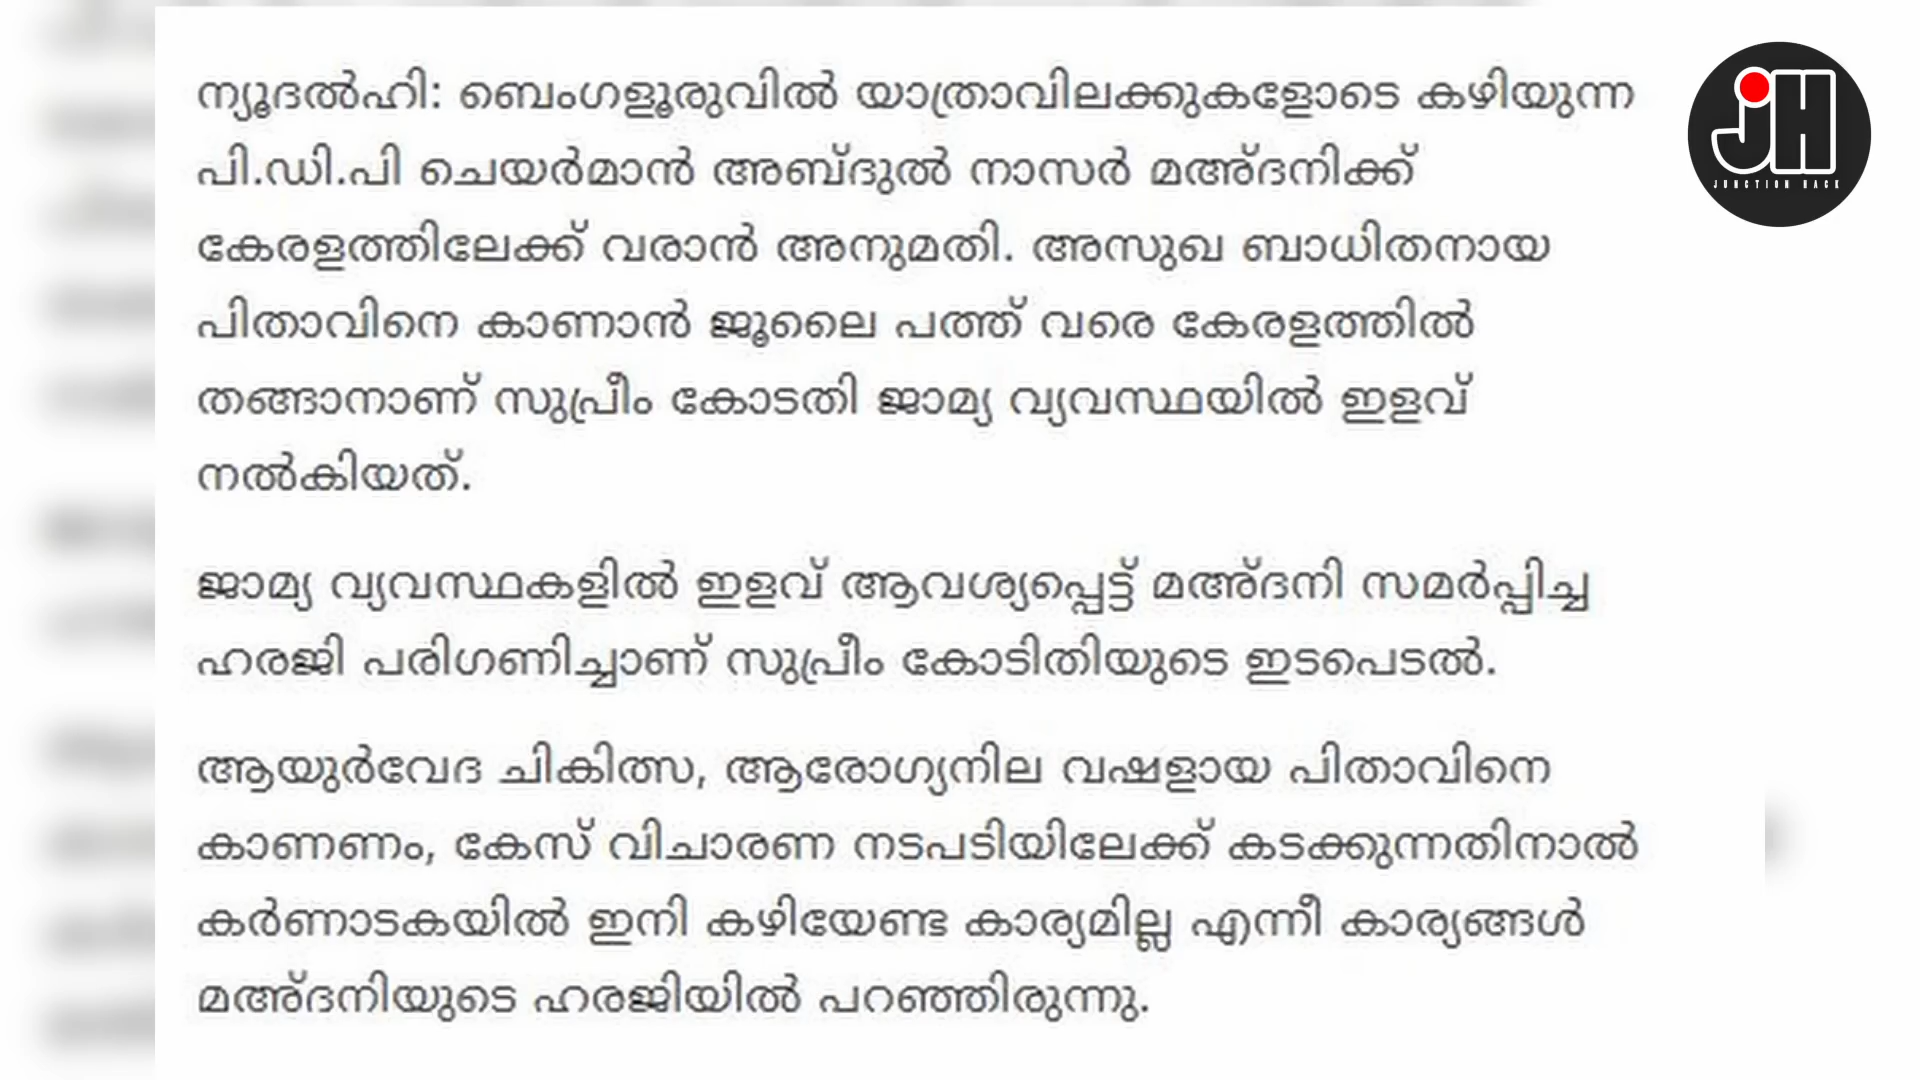 ന്യൂദൽഹി: ബെംഗളൂരുവിൽ യാത്രാവിലക്കുകളോടെ കഴിയുന്ന
പി.ഡി.പി ചെയർമാൻ അബ്ദുൽ നാസർ മഅ്ദനിക്ക്
കേരളത്തിലേക്ക് വരാൻ അനുമതി. അസുഖ ബാധിതനായ
പിതാവിനെ കാണാൻ ജൂലൈ പത്ത് വരെ കേരളത്തിൽ
തങ്ങാനാണ് സുപ്രീം കോടതി ജാമ്യ വ്യവസ്ഥയിൽ ഇളവ്
നൽകിയത്.
ജാമ്യ വ്യവസ്ഥകളിൽ ഇളവ് ആവശ്യപ്പെട്ട് മഅ്ദനി സമർപ്പിച്ച
ഹരജി പരിഗണിച്ചാണ് സുപ്രീം കോടിതിയുടെ ഇടപെടൽ.
ആയുർവേദ ചികിത്സ, ആരോഗ്യനില വഷളായ പിതാവിനെ
കാണണം, കേസ് വിചാരണ നടപടിയിലേക്ക് കടക്കുന്നതിനാൽ
കർണാടകയിൽ ഇനി കഴിയേണ്ട കാര്യമില്ല എന്നീ കാര്യങ്ങൾ
മഅ്ദനിയുടെ ഹരജിയിൽ പറഞ്ഞിരുന്നു.
JH
JUNCTION HACK